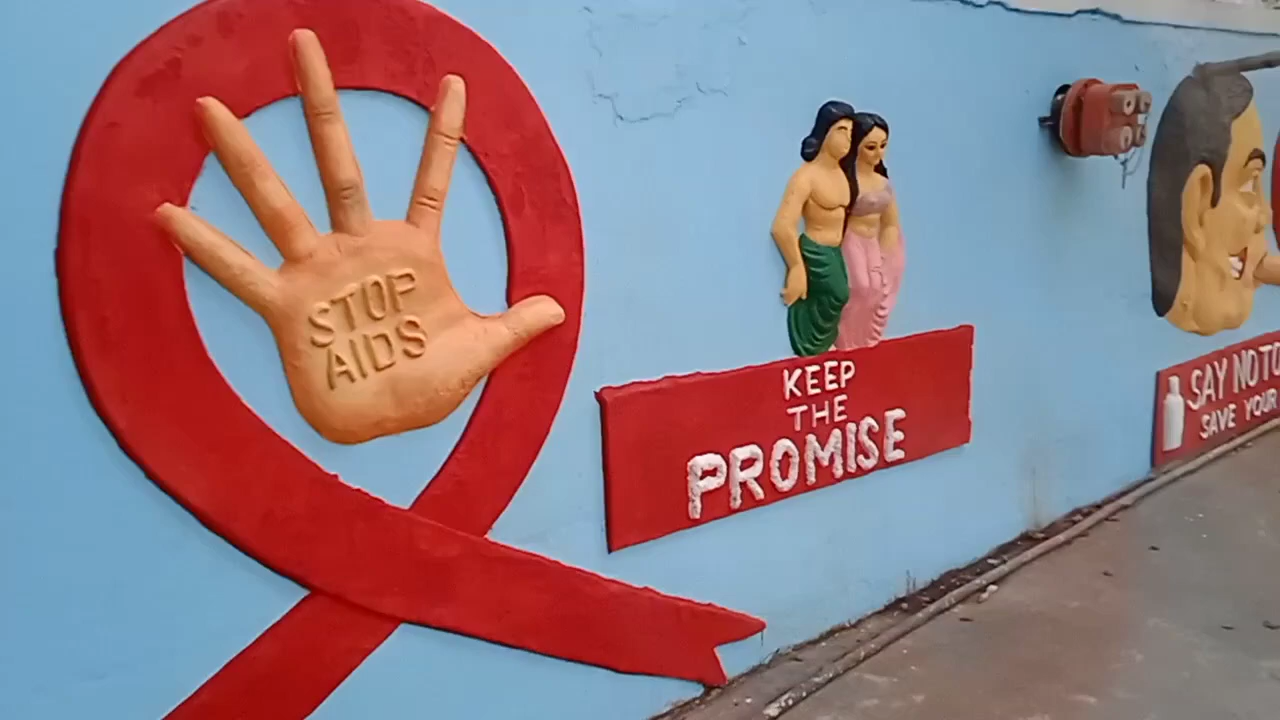 STOP
AIDS
KEEP
THE
PROMISE
SAY NO TO
SAVE YOUR